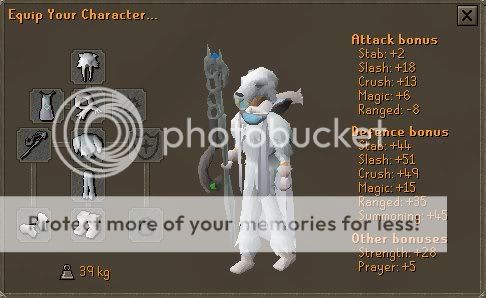 Equip Your Character...
Attack bonus
Stab: +2
Slash: +18
Crush: +13
Magic: +6
Ranged: -8
photobucket
Defence bonus
Stab: +44
Slash: +51
Crush: +49
Magic: +15
Ranged: +35
Summoning: +45
Protect more of your memories for less!
Other bonuses
Strength: +28
Prayer: +5
39 kg